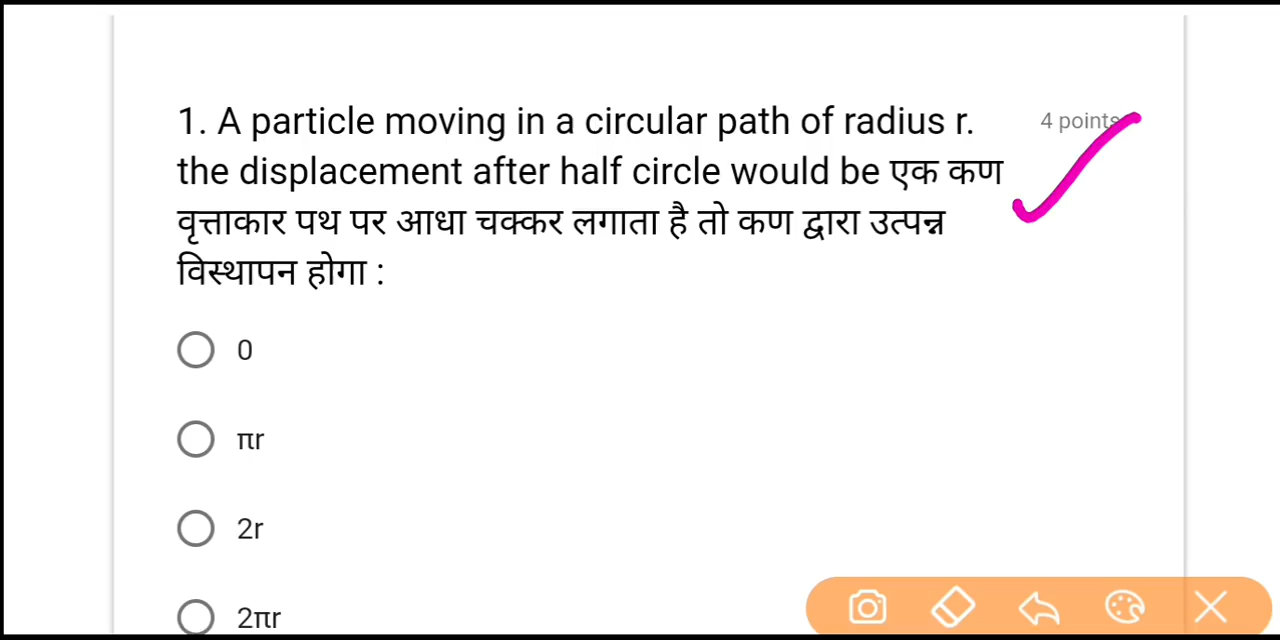 1. A particle moving in a circular path of radius r.
4 points
the displacement after half circle would be एक कण
वृत्ताकार पथ पर आधा चक्कर लगाता है तो कण द्वारा उत्पन्न
विस्थापन होगा :
0
πr
2r
2πr